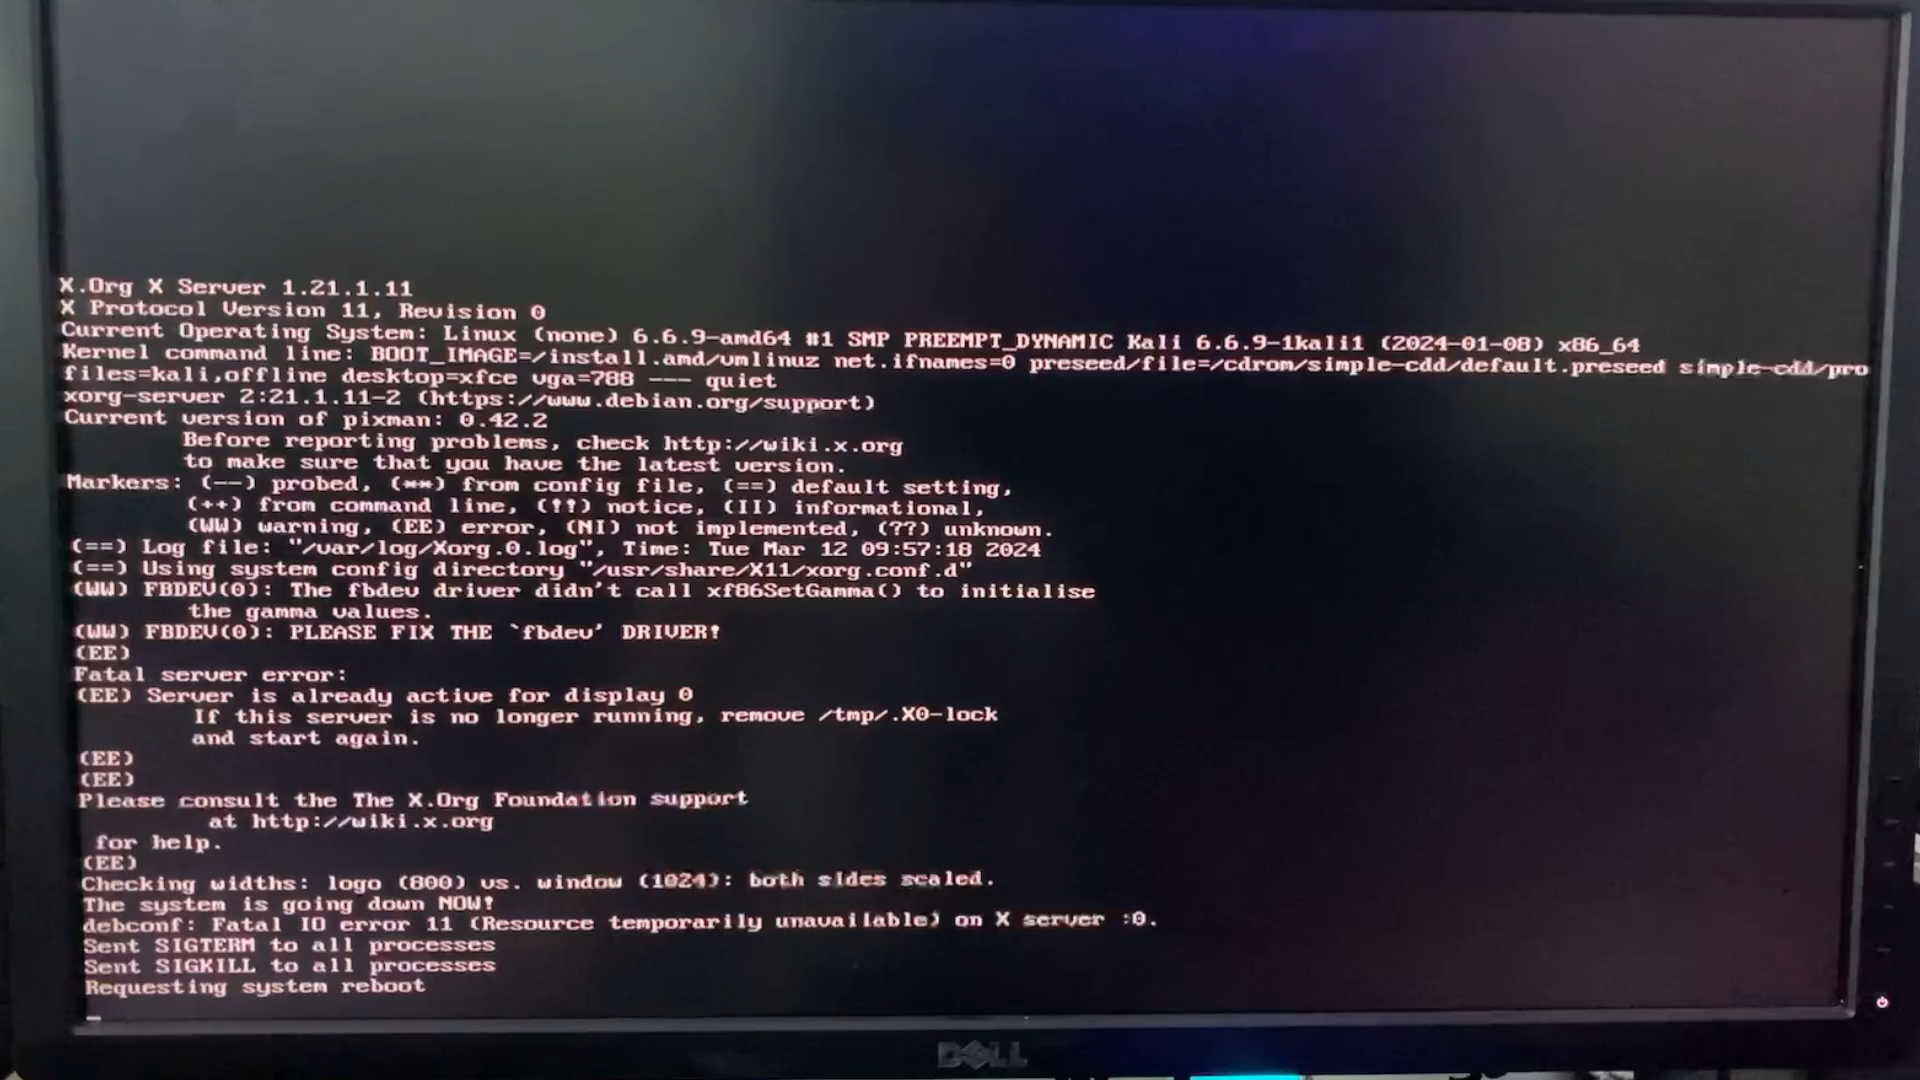 X.Org X Server 1.21.1.11
X Protocol Version 11, Revision 0
Current Operating System: Linux (none) 6.6.9-amd64 #1 SMP PREEMPT_DYNAMIC Kali 6.6.9-1kali1 (2024-01-08) x86_64
Kernel command line: BOOT_IMAGE=/install.amd/vmlinuz net.ifnames=0 preseed/file=/cdrom/simple-cdd/default.preseed simple-cdd/pro
files=kali,offline desktop=xfce vga=788 --- quiet
xorg-server 2:21.1.11-2 (https://www.debian.org/support)
Current version of pixman: 0.42.2
Before reporting problems, check http://wiki.x.org
to make sure that you have the latest version.
Markers: (--) probed, (**) from config file, (==) default setting,
(++) from command line, (!!) notice, (II) informational,
(WW) warning, (EE) error, (NI) not implemented, (??) unknown.
(==) Log file: "/var/log/Xorg.0.log", Time: Tue Mar 12 09:57:18 2024
(==) Using system config directory "/usr/share/X11/xorg.conf.d"
(WW) FBDEV(0): The fbdev driver didn't call xf86SetGamma() to initialise
the gamma values.
(WW) FBDEV(0): PLEASE FIX THE `fbdev' DRIVER!
(EE)
Fatal server error:
(EE) Server is already active for display 0
If this server is no longer running, remove /tmp/.X0-lock
and start again.
(EE)
(EE)
Please consult the The X.Org Foundation support
at http://wiki.x.org
for help.
(EE)
Checking widths: logo (800) vs. window (1024): both sides scaled.
The system is going down NOW!
debconf: Fatal IO error 11 (Resource temporarily unavailable) on X server :0.
Sent SIGTERM to all processes
Sent SIGKILL to all processes
Requesting system reboot
DELL